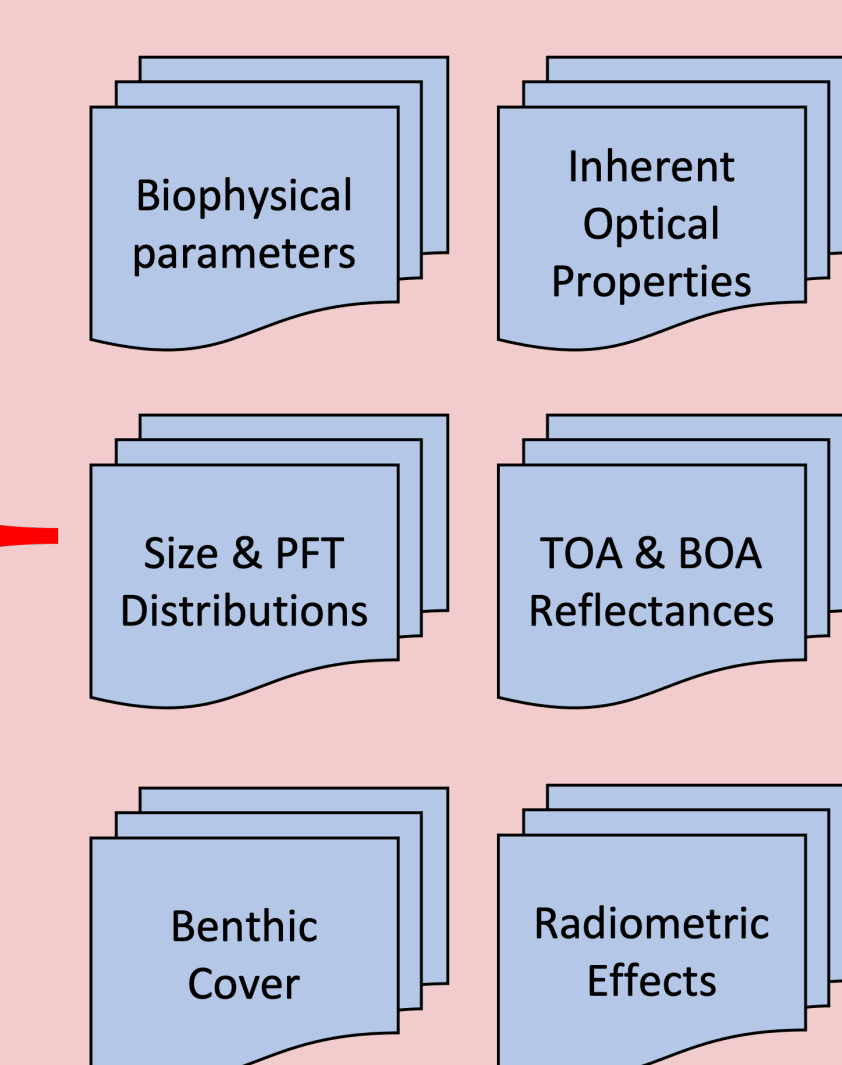 Biophysical
parameters
Inherent
Optical
Properties
Size & PFT
Distributions
TOA & BOA
Reflectances
Benthic
Cover
Radiometric
Effects